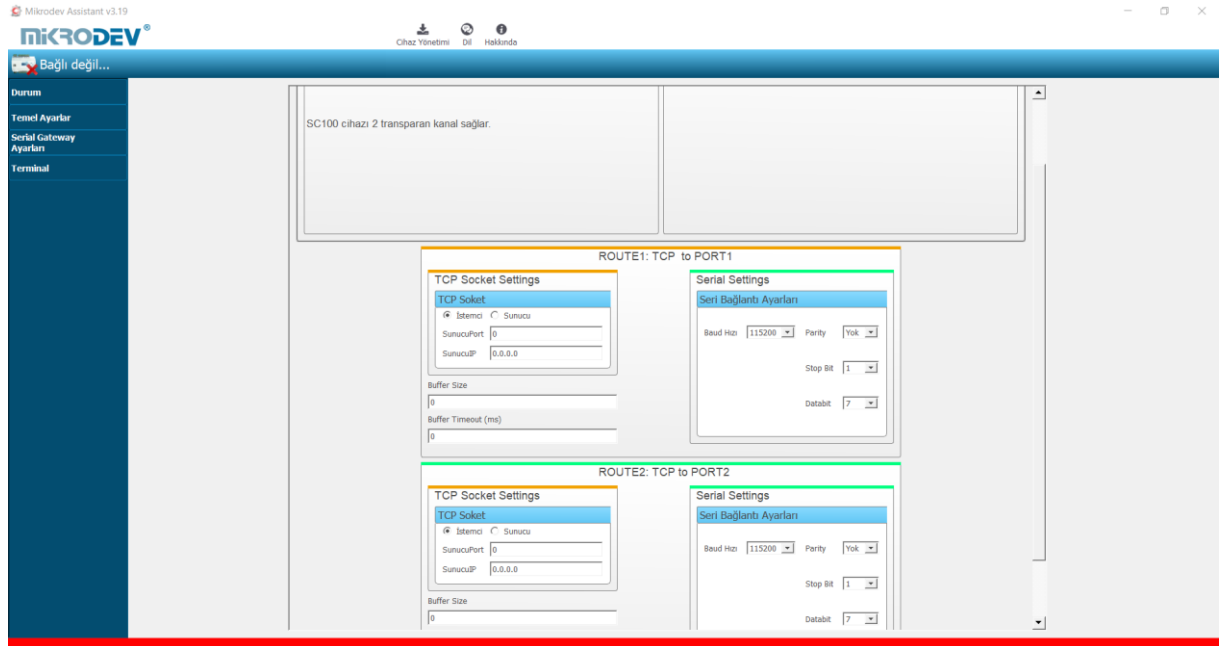 Mikrodev Assistant v3.19
MiKRODEV®
Cihaz Yönetimi Dil Hakkında
Bağlı değil...
Durum
Temel Ayarlar
Serial Gateway
Ayarları
Terminal
SC100 cihazı 2 transparan kanal sağlar.
ROUTE1: TCP to PORT1
TCP Socket Settings
TCP Soket
İstemci Sunucu
SunucuPort 0
SunucuIP 0.0.0.0
Buffer Size
0
Buffer Timeout (ms)
0
Serial Settings
Seri Bağlantı Ayarları
Baud Hızı 115200 Parity Yok
Stop Bit 1
Databit 7
ROUTE2: TCP to PORT2
TCP Socket Settings
TCP Soket
İstemci Sunucu
SunucuPort 0
SunucuIP 0.0.0.0
Buffer Size
0
Serial Settings
Seri Bağlantı Ayarları
Baud Hızı 115200 Parity Yok
Stop Bit 1
Databit 7